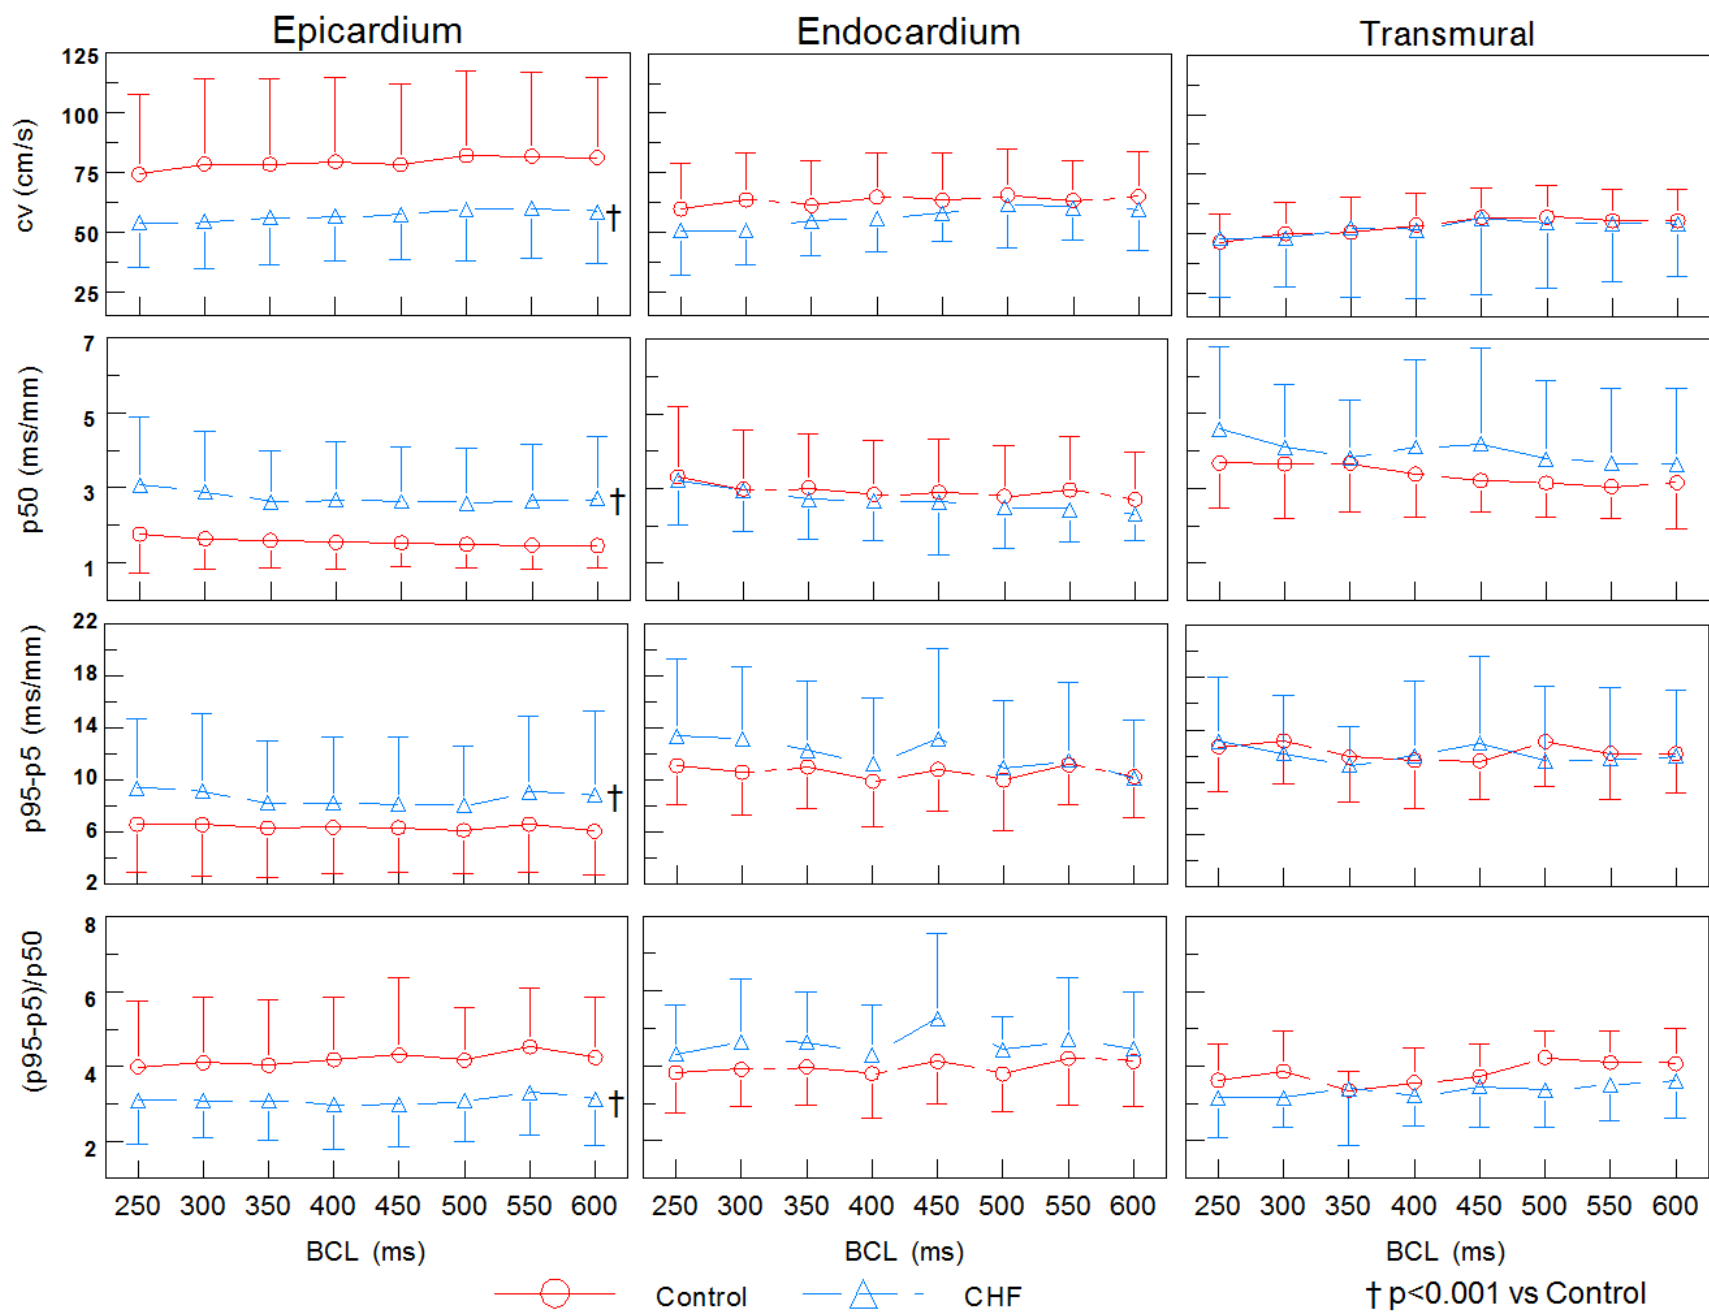 Epicardium Endocardium Transmural
cv (cm/s)
125
100
75
50
25
†
p50 (ms/mm)
7
5
3
1
†
p95-p5 (ms/mm)
22
18
14
10
6
2
†
(p95-p5)/p50
8
6
4
2
†
250 300 350 400 450 500 550 600 250 300 350 400 450 500 550 600 250 300 350 400 450 500 550 600
BCL (ms) BCL (ms) BCL (ms)
Control CHF † p<0.001 vs Control